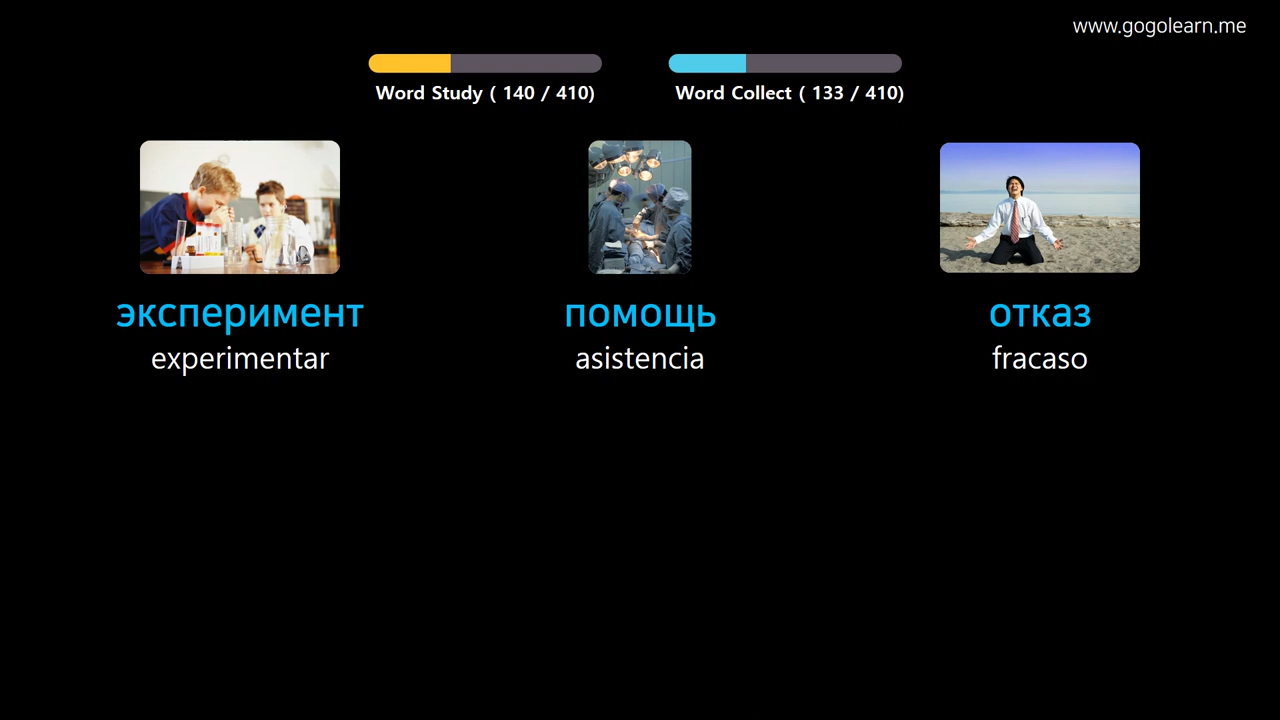 www.gogolearn.me
Word Study ( 140 / 410)
Word Collect ( 133 / 410)
эксперимент
experimentar
помощь
asistencia
отказ
fracaso